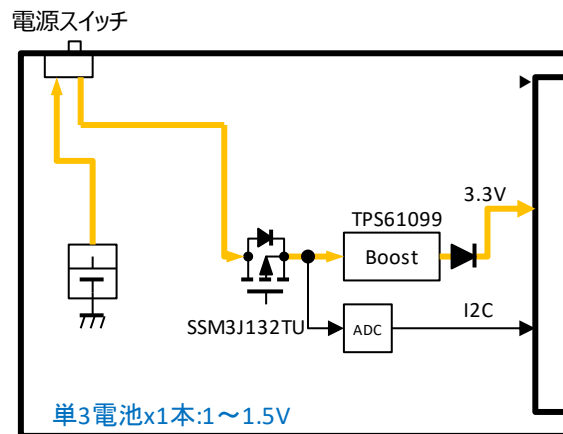 電源スイッチ
3.3V
TPS61099
Boost
SSM3J132TU
ADC
I2C
単3電池x1本:1～1.5V